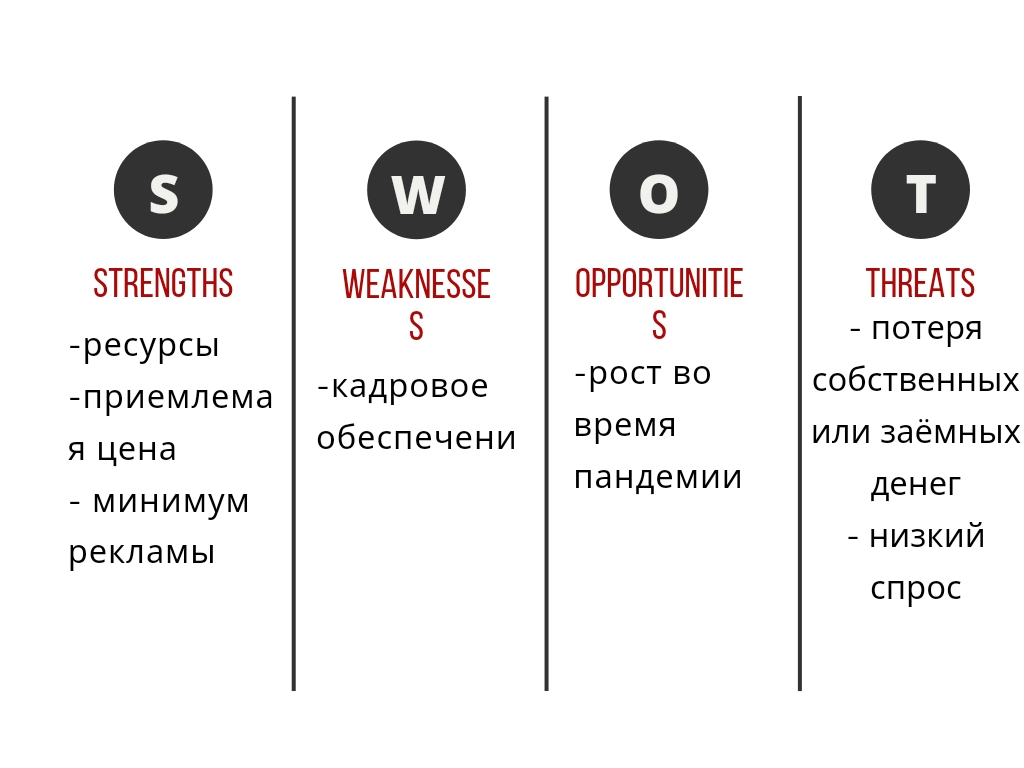 S
STRENGTHS
-ресурсы
-приемлема
я цена
- минимум
рекламы
W
WEAKNESSE
S
-кадровое
обеспечени
O
OPPORTUNITIE
S
-рост во
время
пандемии
T
THREATS
- потеря
собственных
или заёмных
денег
- низкий
спрос